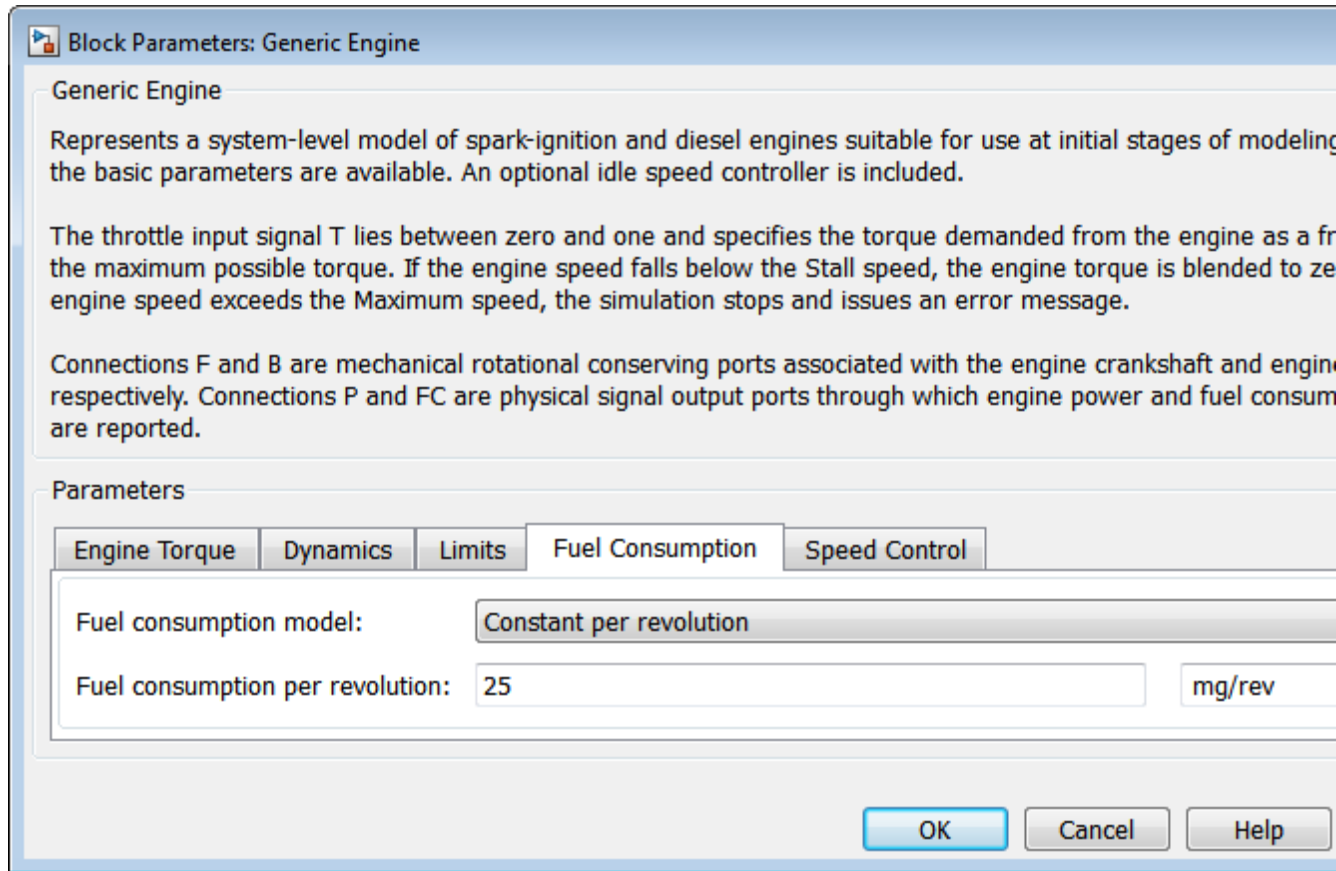 Block Parameters: Generic Engine
Generic Engine
Represents a system-level model of spark-ignition and diesel engines suitable for use at initial stages of modeling
the basic parameters are available. An optional idle speed controller is included.
The throttle input signal T lies between zero and one and specifies the torque demanded from the engine as a fr
the maximum possible torque. If the engine speed falls below the Stall speed, the engine torque is blended to ze
engine speed exceeds the Maximum speed, the simulation stops and issues an error message.
Connections F and B are mechanical rotational conserving ports associated with the engine crankshaft and engine
respectively. Connections P and FC are physical signal output ports through which engine power and fuel consum
are reported.
Parameters
Engine Torque Dynamics Limits Fuel Consumption Speed Control
Fuel consumption model: Constant per revolution
Fuel consumption per revolution: 25 mg/rev
OK Cancel Help